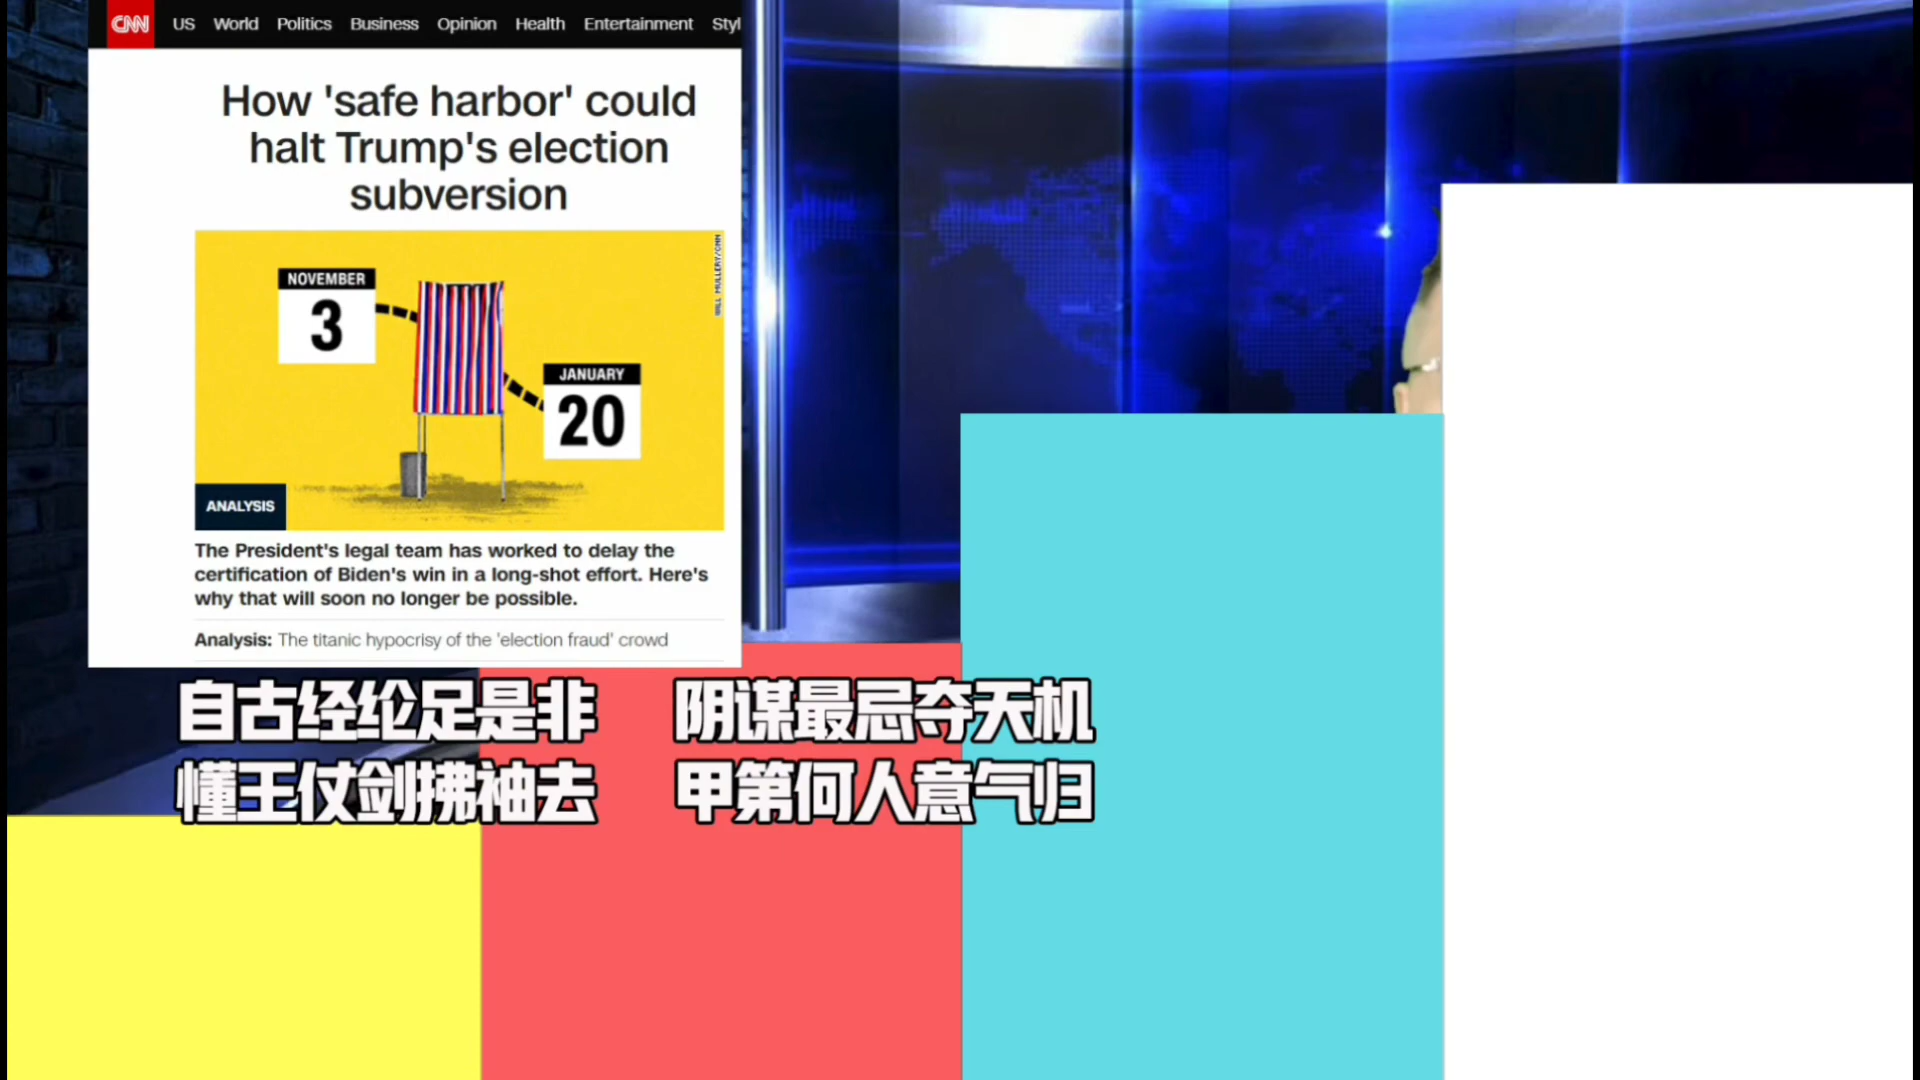 CNN US World Politics Business Opinion Health Entertainment Styl
How 'safe harbor' could
halt Trump's election
subversion
WILL MULLERY/CNN
NOVEMBER
3
JANUARY
20
ANALYSIS
The President's legal team has worked to delay the
certification of Biden's win in a long-shot effort. Here's
why that will soon no longer be possible.
Analysis: The titanic hypocrisy of the 'election fraud' crowd
自古经纶足是非 阴谋最忌夺天机
懂王仗剑拂袖去 甲第何人意气归